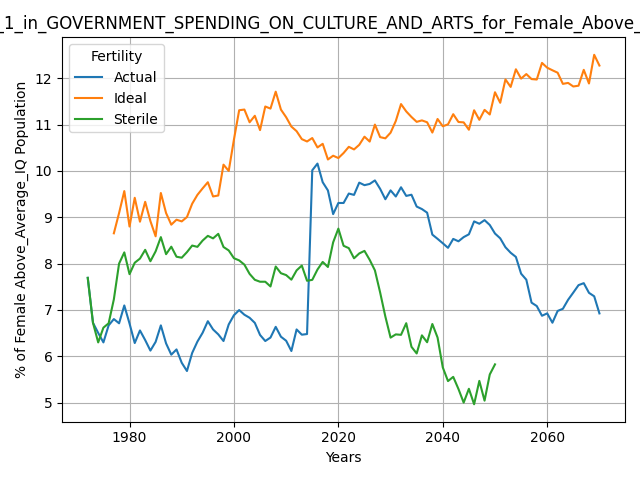 _1_in_GOVERNMENT_SPENDING_ON_CULTURE_AND_ARTS_for_Female_Above_
Fertility
Actual
Ideal
Sterile
% of Female Above_Average_IQ Population
12
11
10
9
8
7
6
5
1980 2000 2020 2040 2060
Years